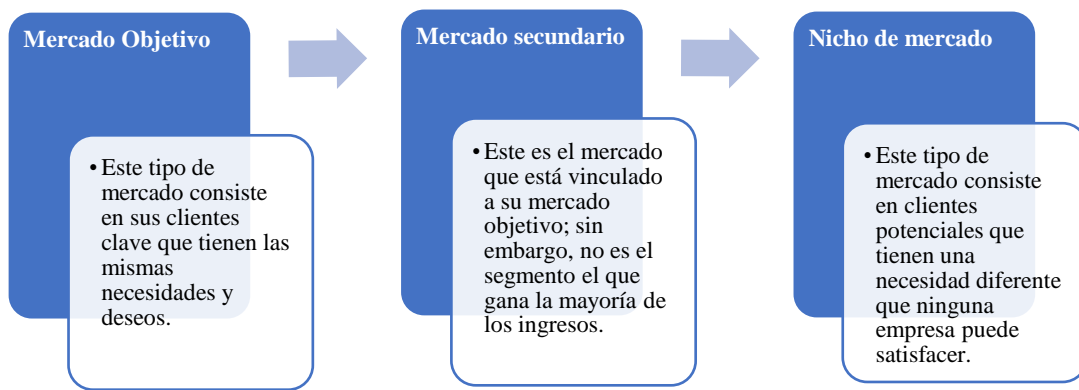 Mercado Objetivo
• Este tipo de
mercado consiste
en sus clientes
clave que tienen las
mismas
necesidades y
deseos.
Mercado secundario
• Este es el mercado
que está vinculado
a su mercado
objetivo; sin
embargo, no es el
segmento el que
gana la mayoría de
los ingresos.
Nicho de mercado
• Este tipo de
mercado consiste
en clientes
potenciales que
tienen una
necesidad diferente
que ninguna
empresa puede
satisfacer.